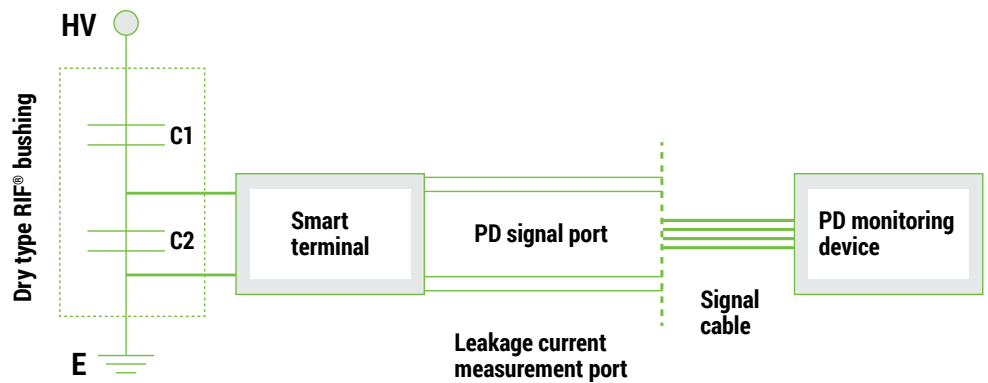 HV
Dry type RIF® bushing
C1
C2
E
Smart
terminal
PD signal port
Leakage current
measurement port
Signal
cable
PD monitoring
device